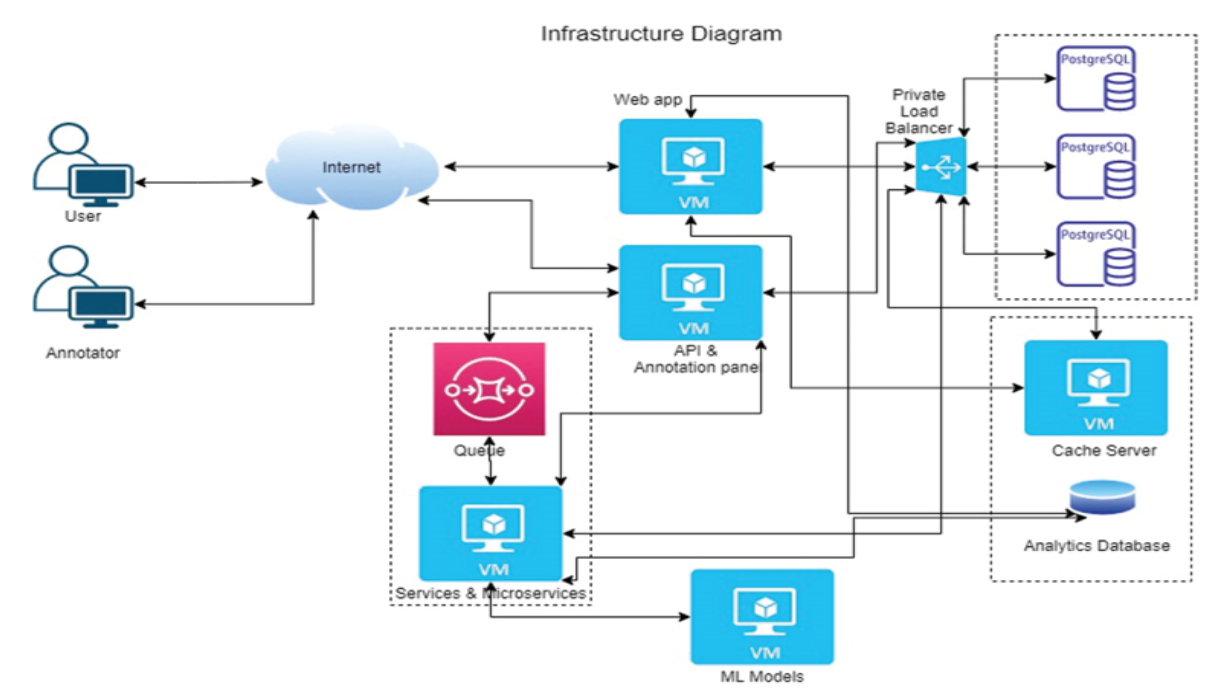 Infrastructure Diagram
Web app
Private
Load
Balancer
PostgreSQL
PostgreSQL
PostgreSQL
Internet
VM
User
VM
Annotator
API &
Annotation pane
Queue
VM
Cache Server
VM
Services & Microservices
Analytics Database
VM
ML Models